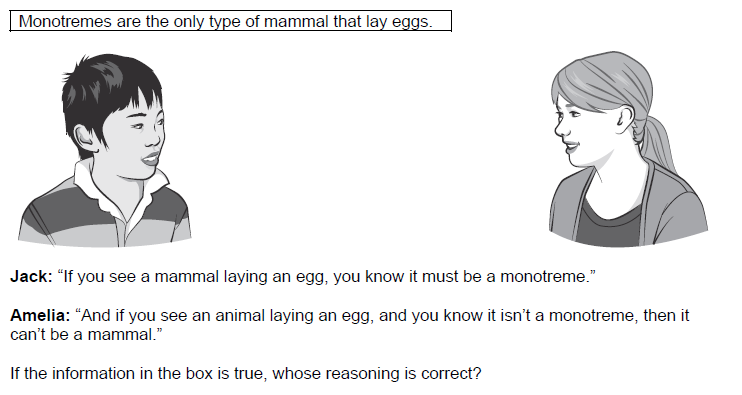 Monotremes are the only type of mammal that lay eggs.
Jack: “If you see a mammal laying an egg, you know it must be a monotreme.”
Amelia: “And if you see an animal laying an egg, and you know it isn’t a monotreme, then it
can’t be a mammal.”
If the information in the box is true, whose reasoning is correct?